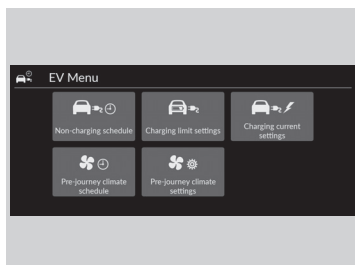 EV Menu
Non-charging schedule
Charging limit settings
Charging current
settings
Pre-journey climate
schedule
Pre-journey climate
settings